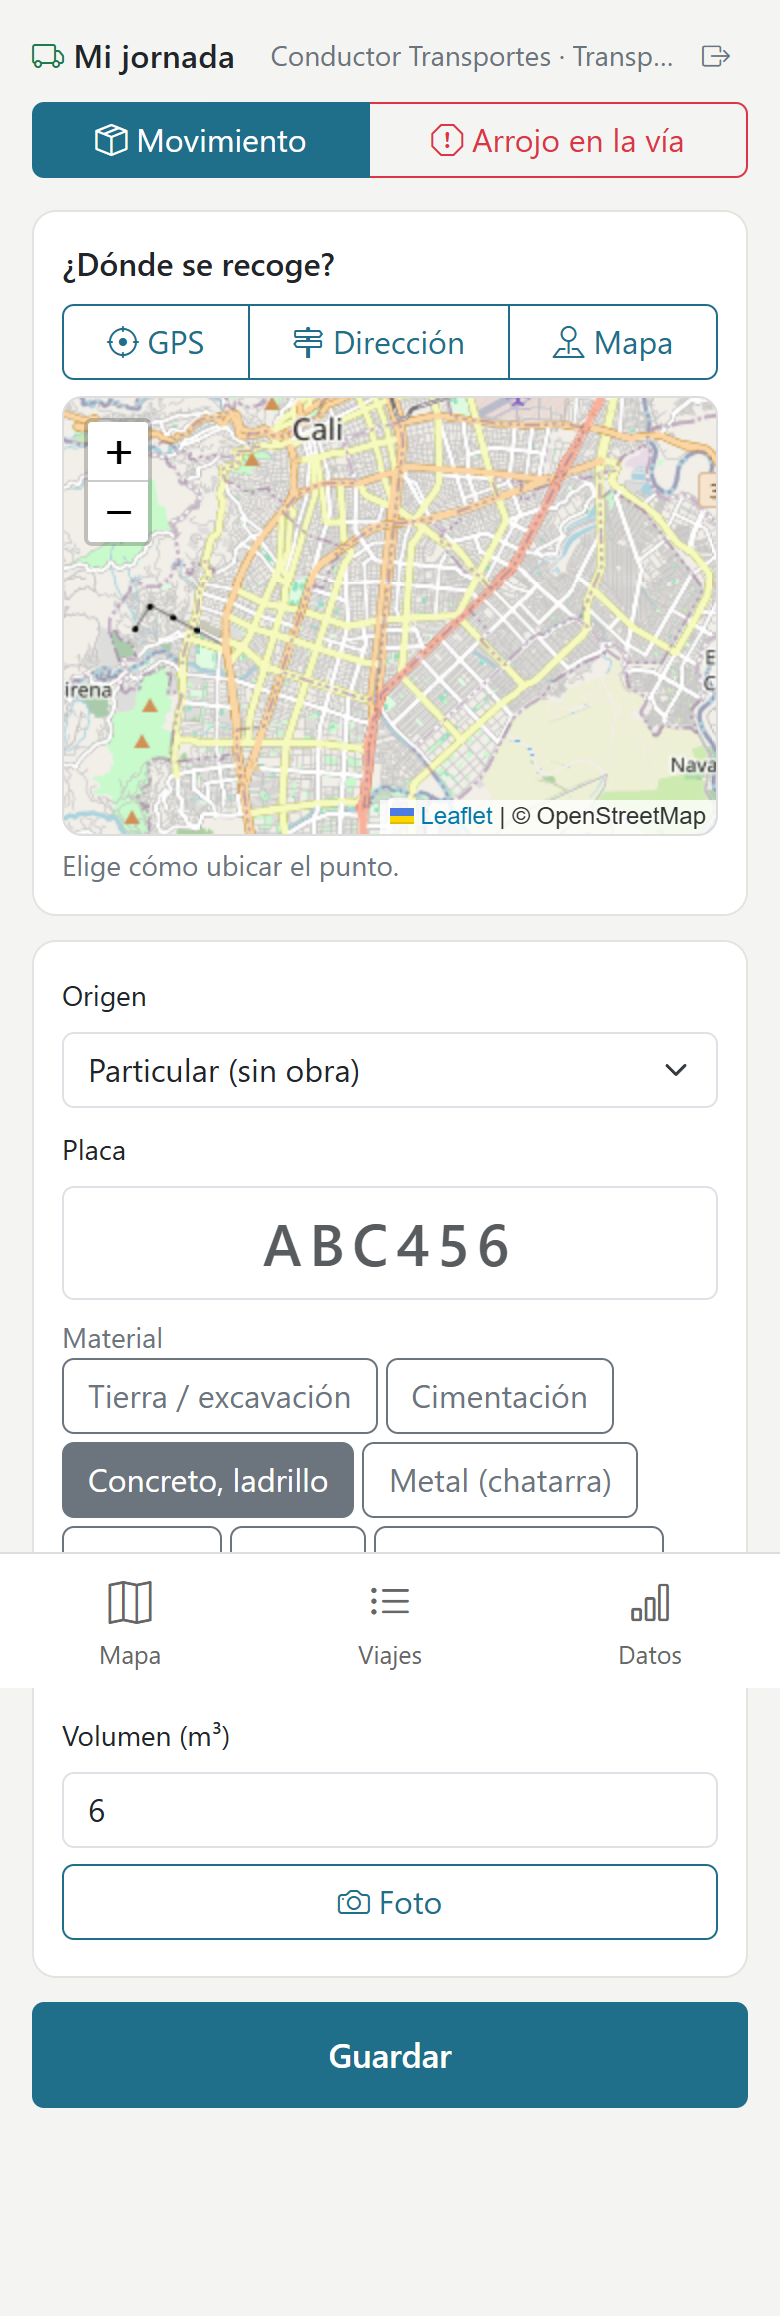 Mi jornada
Conductor Transportes · Transp...
Movimiento
Arrojo en la vía
¿Dónde se recoge?
GPS
Dirección
Mapa
+
−
Cali
irena
Nava
Leaflet | © OpenStreetMap
Elige cómo ubicar el punto.
Origen
Particular (sin obra)
Placa
ABC456
Material
Tierra / excavación
Cimentación
Concreto, ladrillo
Metal (chatarra)
Mapa
Viajes
Datos
Volumen (m³)
6
Foto
Guardar